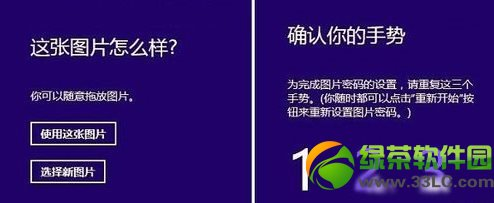 这张图片怎么样?
你可以随意拖放图片。
使用这张图片
选择新图片
确认你的手势
为完成图片密码的设置，请重复这三个
手势。(你随时都可以点击"重新开始"按
钮来重新设置图片密码。)
1
绿茶软件园
www.33LC.com